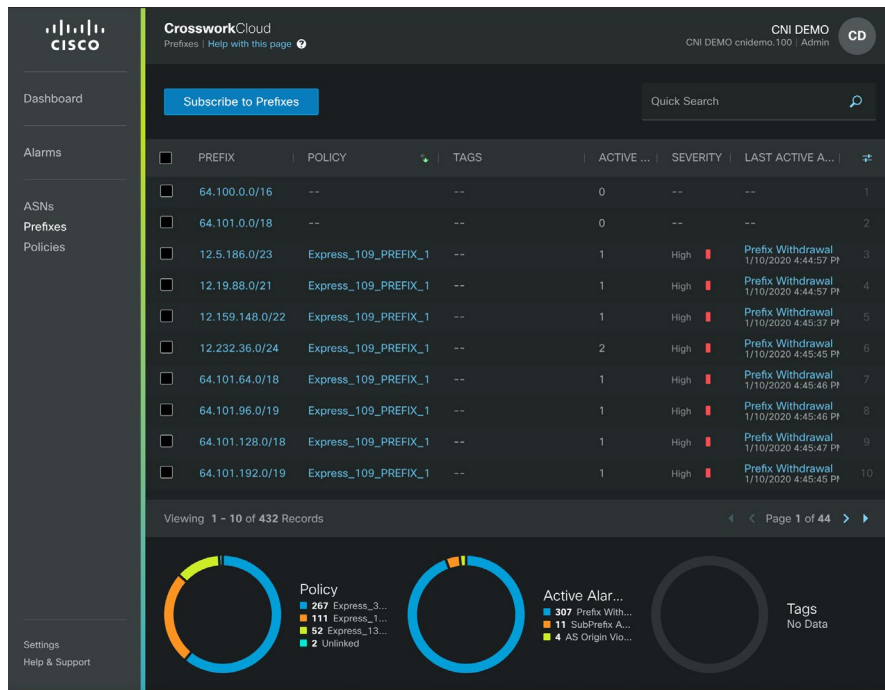 CISCO
CrossworkCloud
Prefixes | Help with this page ?
CNI DEMO
CNI DEMO cnidemo.100 | Admin
CD
Dashboard
Alarms
ASNs
Prefixes
Policies
Settings
Help & Support
Subscribe to Prefixes
Quick Search
PREFIX POLICY TAGS ACTIVE ... SEVERITY LAST ACTIVE A...
64.100.0.0/16 -- -- 0 -- -- 1
64.101.0.0/18 -- -- 0 -- -- 2
12.5.186.0/23 Express_109_PREFIX_1 -- 1 High Prefix Withdrawal 3
1/10/2020 4:44:57 PM
12.19.88.0/21 Express_109_PREFIX_1 -- 1 High Prefix Withdrawal 4
1/10/2020 4:44:57 PM
12.159.148.0/22 Express_109_PREFIX_1 -- 1 High Prefix Withdrawal 5
1/10/2020 4:45:37 PM
12.232.36.0/24 Express_109_PREFIX_1 -- 2 High Prefix Withdrawal 6
1/10/2020 4:45:45 PM
64.101.64.0/18 Express_109_PREFIX_1 -- 1 High Prefix Withdrawal 7
1/10/2020 4:45:46 PM
64.101.96.0/19 Express_109_PREFIX_1 -- 1 High Prefix Withdrawal 8
1/10/2020 4:45:46 PM
64.101.128.0/18 Express_109_PREFIX_1 -- 1 High Prefix Withdrawal 9
1/10/2020 4:45:47 PM
64.101.192.0/19 Express_109_PREFIX_1 -- 1 High Prefix Withdrawal 10
1/10/2020 4:45:45 PM
Viewing 1 - 10 of 432 Records
Page 1 of 44
Policy
267 Express_3...
111 Express_1...
52 Express_13...
2 Unlinked
Active Alar...
307 Prefix With...
11 SubPrefix A...
4 AS Origin Vio...
Tags
No Data